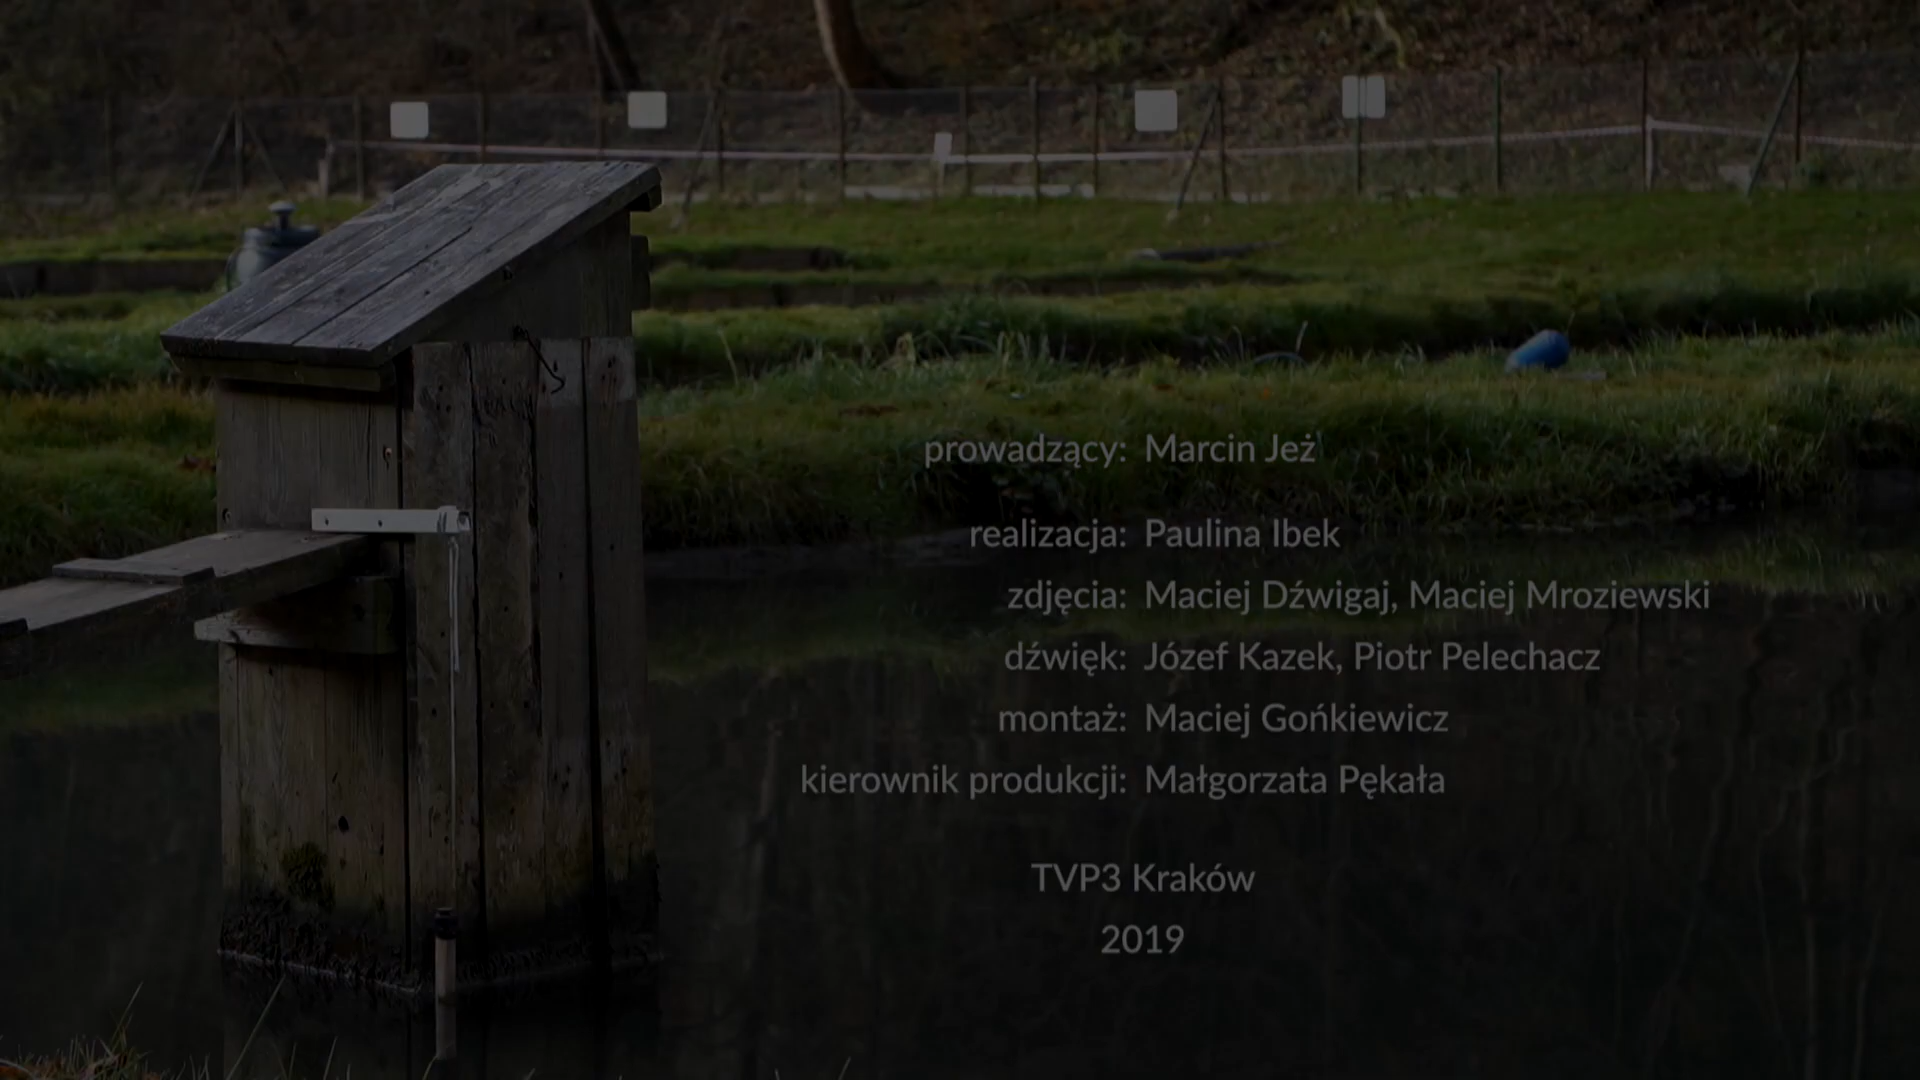 prowadzący: Marcin Jeż
realizacja: Paulina Ibek
zdjęcia: Maciej Dźwigaj, Maciej Mroziewski
dźwięk: Józef Kazek, Piotr Pelechacz
montaż: Maciej Gońkiewicz
kierownik produkcji: Małgorzata Pękała
TVP3 Kraków
2019